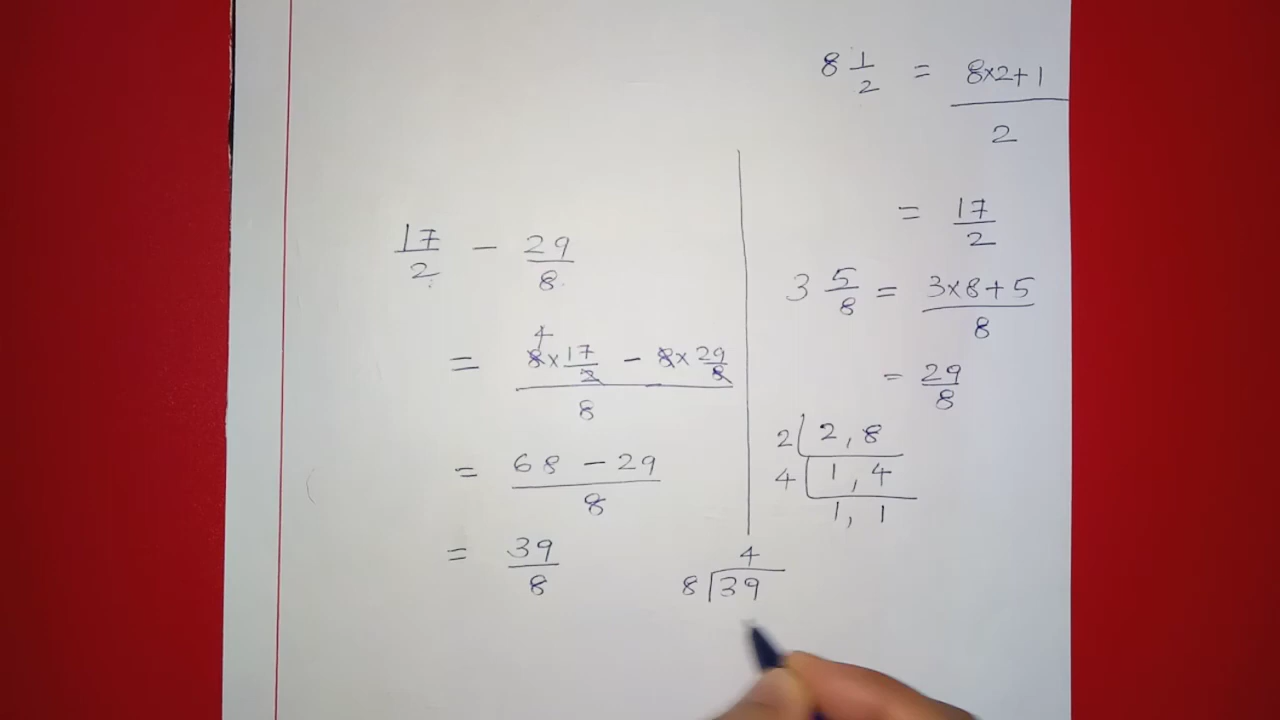 8 1/2 = (8×2+1)/2
= 17/2
17/2 - 29/8
3 5/8 = (3×8+5)/8
= (8×17/2 - 8×29/8)/8
4
= 29/8
2 | 2, 8
= (68 - 29)/8
4 | 1, 4
1, 1
= 39/8
4
8 | 39